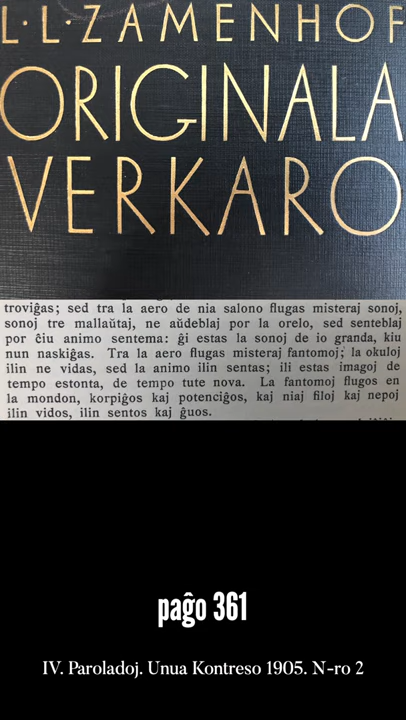 L·L·ZAMENHOF
ORIGINALA
VERKARO
troviĝas; sed tra la aero de nia salono flugas misteraj sonoj,
sonoj tre mallaŭtaj, ne aŭdeblaj por la orelo, sed senteblaj
por ĉiu animo sentema: ĝi estas la sonoj de io granda, kiu
nun naskiĝas. Tra la aero flugas misteraj fantomoj; la okuloj
ilin ne vidas, sed la animo ilin sentas; ili estas imagoj de
tempo estonta, de tempo tute nova. La fantomoj flugos en
la mondon, korpiĝos kaj potenciĝos, kaj niaj filoj kaj nepoj
ilin vidos, ilin sentos kaj ĝuos.
paĝo 361
IV. Paroladoj. Unua Kontreso 1905. N-ro 2